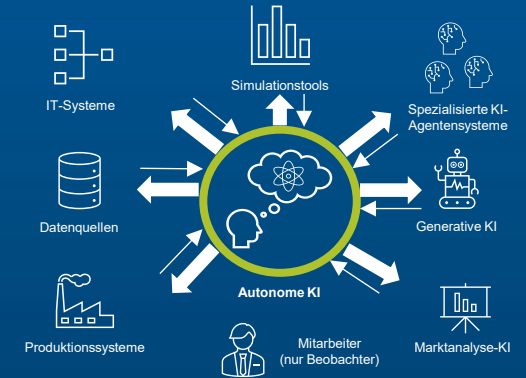 Simulationstools
IT-Systeme
Spezialisierte KI-
Agentensysteme
Datenquellen
Generative KI
Autonome KI
Produktionssysteme
Mitarbeiter
(nur Beobachter)
Marktanalyse-KI